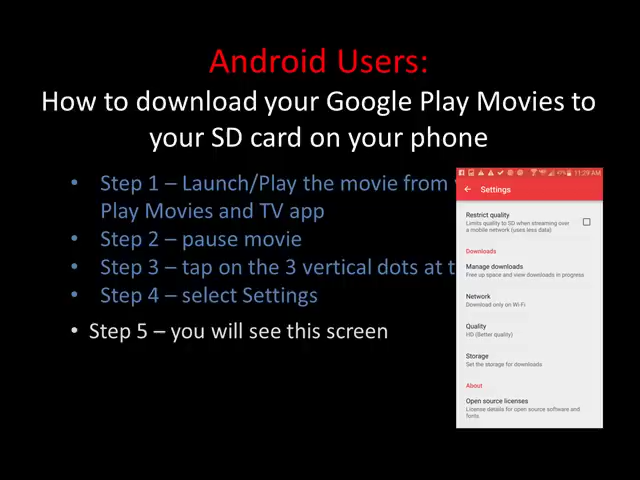 Android Users:
How to download your Google Play Movies to
your SD card on your phone
• Step 1 – Launch/Play the movie from
Play Movies and TV app
• Step 2 – pause movie
• Step 3 – tap on the 3 vertical dots at t
• Step 4 – select Settings
• Step 5 – you will see this screen
11:29 AM
Settings
Restrict quality
Limits quality to SD when streaming over
a mobile network (uses less data)
Downloads
Manage downloads
Free up space and view downloads in progress
Network
Download only on Wi-Fi
Quality
HD (Better quality)
Storage
Set the storage for downloads
About
Open source licenses
License details for open source software and
fonts